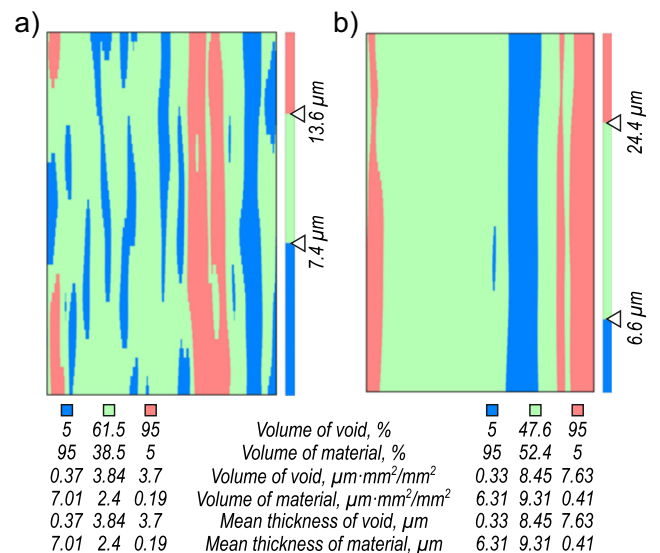 a)
b)
13.6 µm
7.4 µm
24.4 µm
6.6 µm
5 61.5 95 Volume of void, % 5 47.6 95
95 38.5 5 Volume of material, % 95 52.4 5
0.37 3.84 3.7 Volume of void, µm·mm²/mm² 0.33 8.45 7.63
7.01 2.4 0.19 Volume of material, µm·mm²/mm² 6.31 9.31 0.41
0.37 3.84 3.7 Mean thickness of void, µm 0.33 8.45 7.63
7.01 2.4 0.19 Mean thickness of material, µm 6.31 9.31 0.41